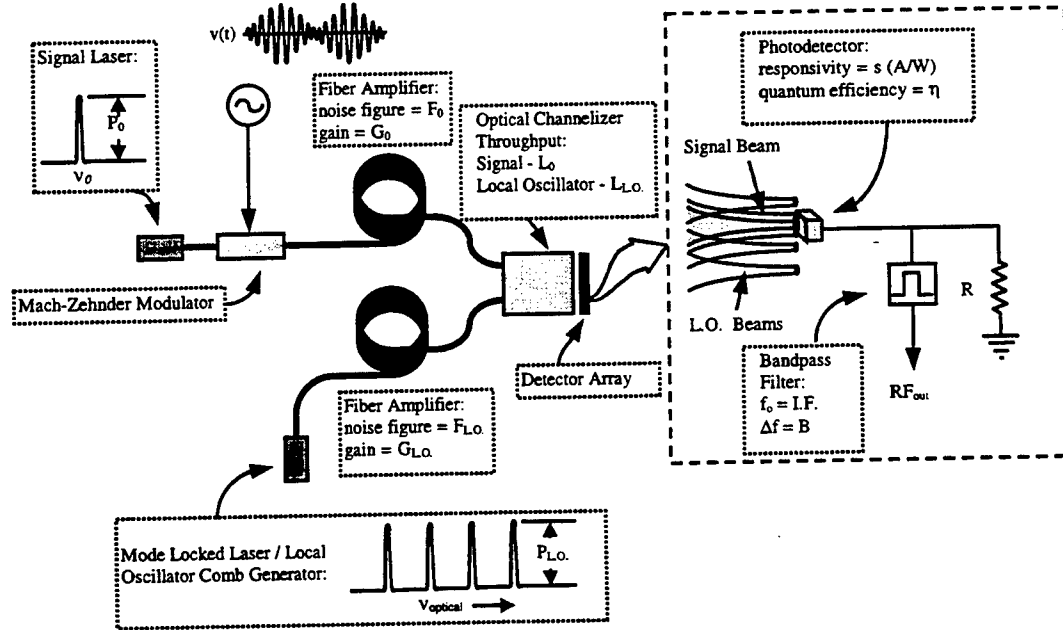 v(t)
Signal Laser:
P₀
ν₀
Fiber Amplifier:
noise figure = F₀
gain = G₀
Optical Channelizer
Throughput:
Signal - L₀
Local Oscillator - L_L.O.
Photodetector:
responsivity = s (A/W)
quantum efficiency = η
Signal Beam
Mach-Zehnder Modulator
L.O. Beams
R
Detector Array
Bandpass
Filter:
f₀ = I.F.
Δf = B
RF_out
Fiber Amplifier:
noise figure = F_L.O.
gain = G_L.O.
Mode Locked Laser / Local
Oscillator Comb Generator:
P_L.O.
ν_optical